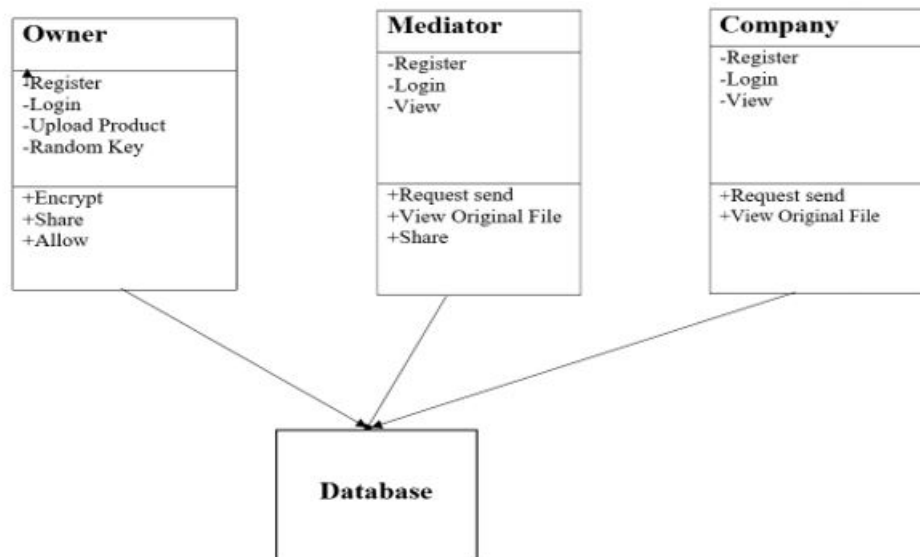 Owner
-Register
-Login
-Upload Product
-Random Key
+Encrypt
+Share
+Allow
Mediator
-Register
-Login
-View
+Request send
+View Original File
+Share
Company
-Register
-Login
-View
+Request send
+View Original File
Database